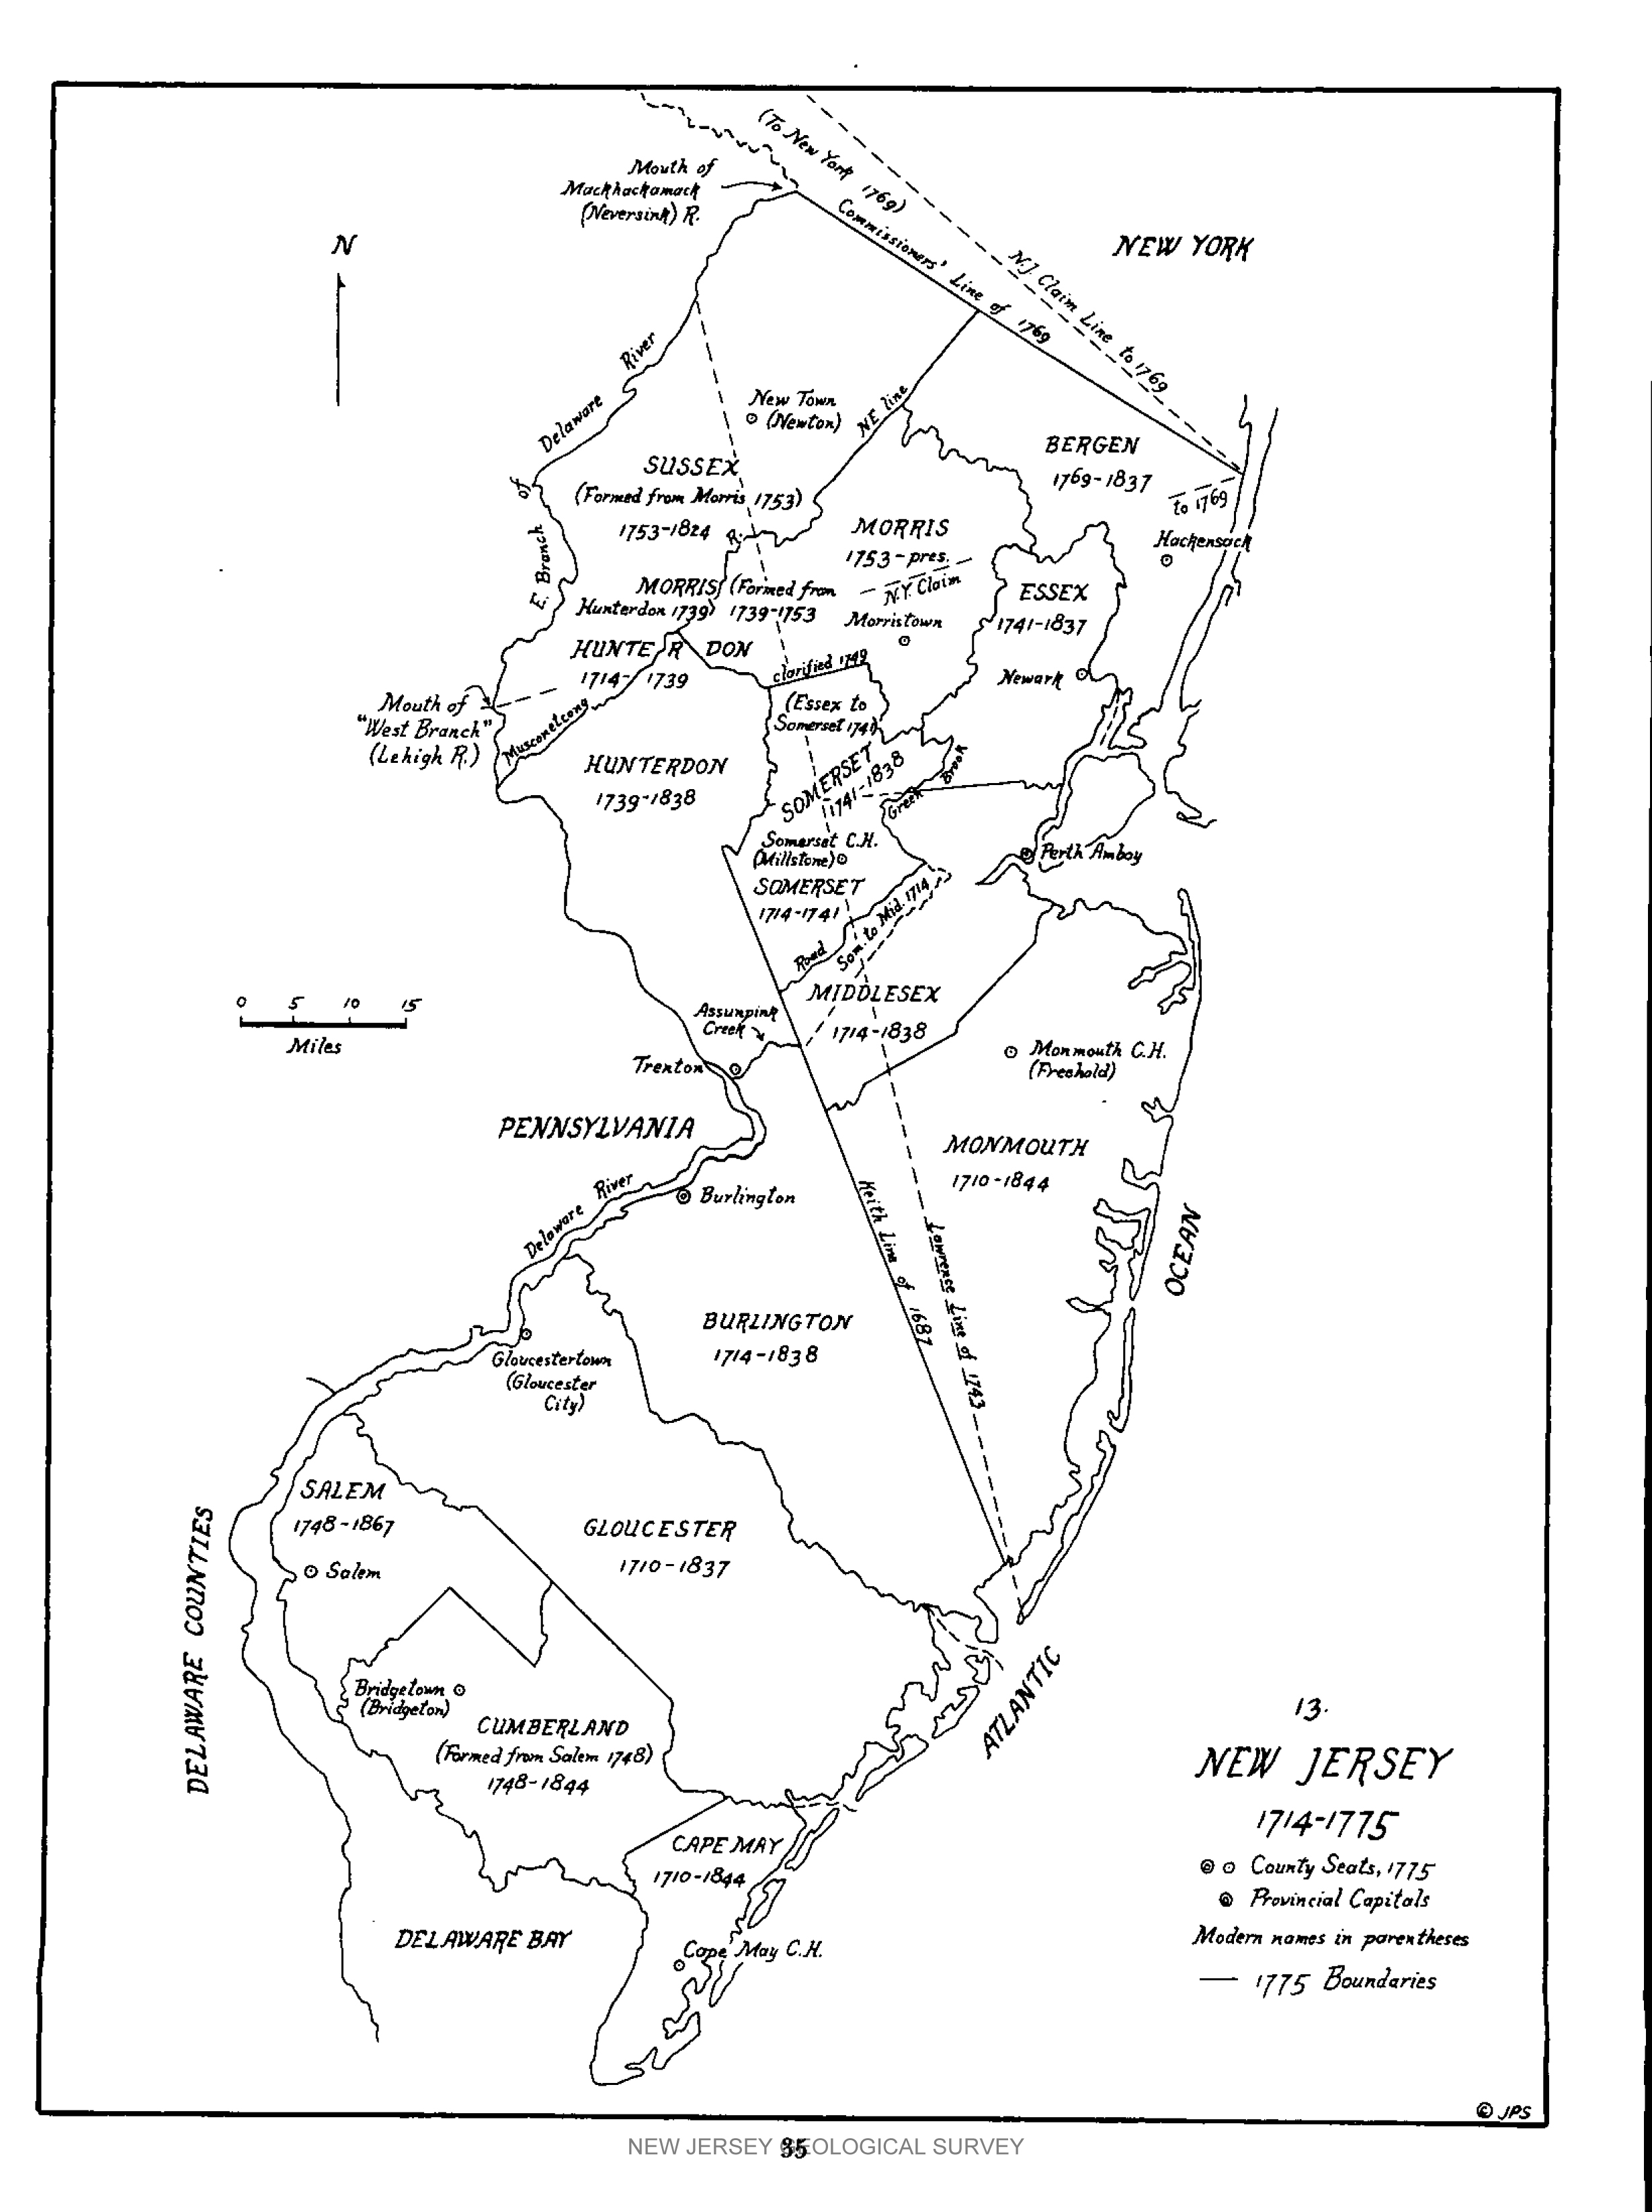 (To New York 1769)
Mouth of
Machhackamack
(Neversink) R.
Commissioners' Line of 1769
N
NEW YORK
N.J. Claim Line to 1769
E. Branch of Delaware River
New Town
(Newton)
NE line
BERGEN
1769-1837
to 1769
SUSSEX
(Formed from Morris 1753)
1753-1824
R.
MORRIS
1753-pres.
Hackensack
N.Y. Claim
MORRIS (Formed from
Hunterdon 1739) 1739-1753
ESSEX
1741-1837
Morristown
HUNTERDON
1714-1739
clarified 1749
Newark
Mouth of
"West Branch"
(Lehigh R.)
Musconetcong
(Essex to
Somerset 1741)
HUNTERDON
1739-1838
SOMERSET
1741-1838
Green Brook
Somerset C.H.
(Millstone)
Perth Amboy
SOMERSET
1714-1741
Road
Som. to Mid. 1714
0 5 10 15
Miles
MIDDLESEX
1714-1838
Assunpink
Creek
Monmouth C.H.
(Freehold)
Trenton
PENNSYLVANIA
MONMOUTH
1710-1844
Delaware River
Burlington
Keith Line of 1687
Lawrence Line of 1743
ATLANTIC OCEAN
BURLINGTON
1714-1838
Gloucestertown
(Gloucester
City)
SALEM
1748-1867
DELAWARE COUNTIES
GLOUCESTER
1710-1837
Salem
Bridgetown
(Bridgeton)
CUMBERLAND
(Formed from Salem 1748)
1748-1844
CAPE MAY
1710-1844
DELAWARE BAY
Cape May C.H.
13.
NEW JERSEY
1714-1775
County Seats, 1775
Provincial Capitals
Modern names in parentheses
1775 Boundaries
© JPS
NEW JERSEY GEOLOGICAL SURVEY
35